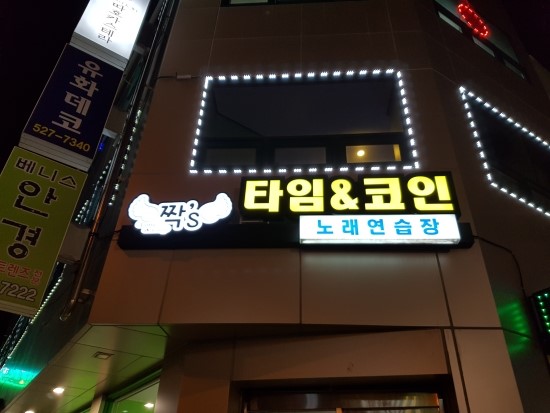 유화데코
527-7340
베니스
안경
7222
짝's
타임&코인
노래연습장